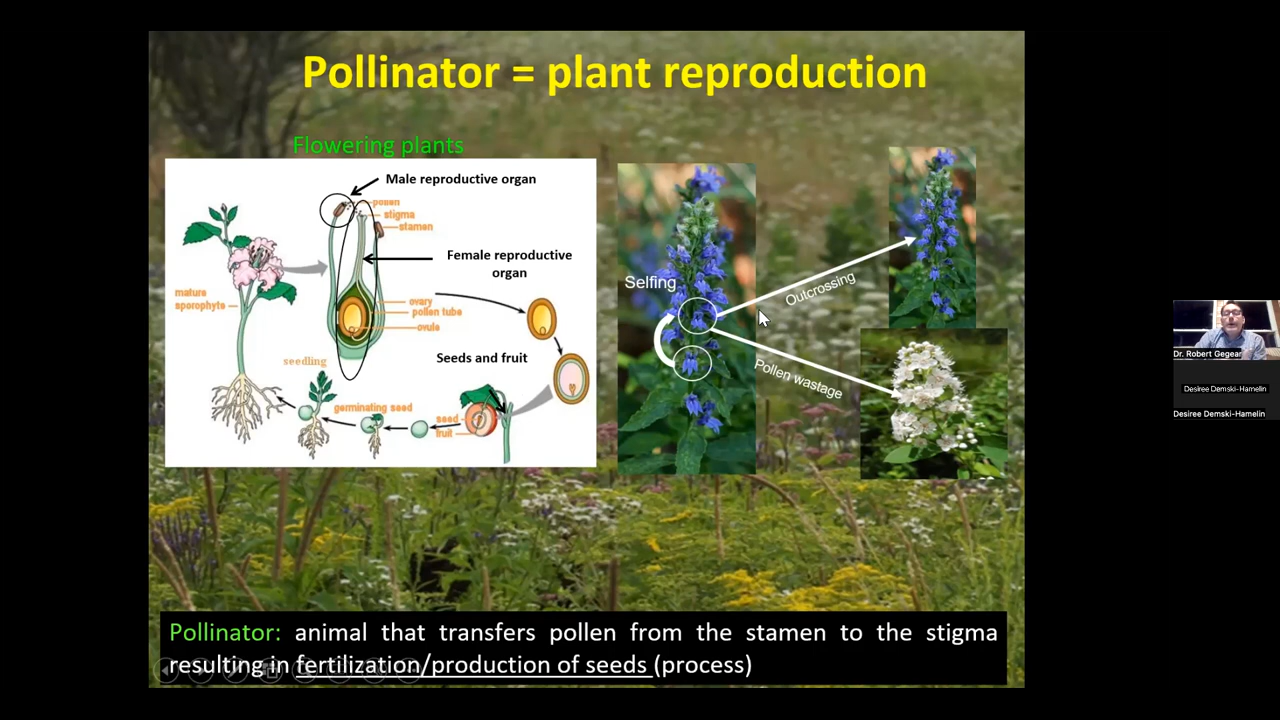 Pollinator = plant reproduction
Flowering plants
Male reproductive organ
pollen
stigma
stamen
Female reproductive
organ
mature
sporophyte
ovary
pollen tube
ovule
Seeds and fruit
seedling
germinating seed
seed
fruit
Selfing
Outcrossing
Pollen wastage
Pollinator: animal that transfers pollen from the stamen to the stigma
resulting in fertilization/production of seeds (process)
Dr. Robert Gegear
Desiree Demski-Hamelin
Desiree Demski-Hamelin